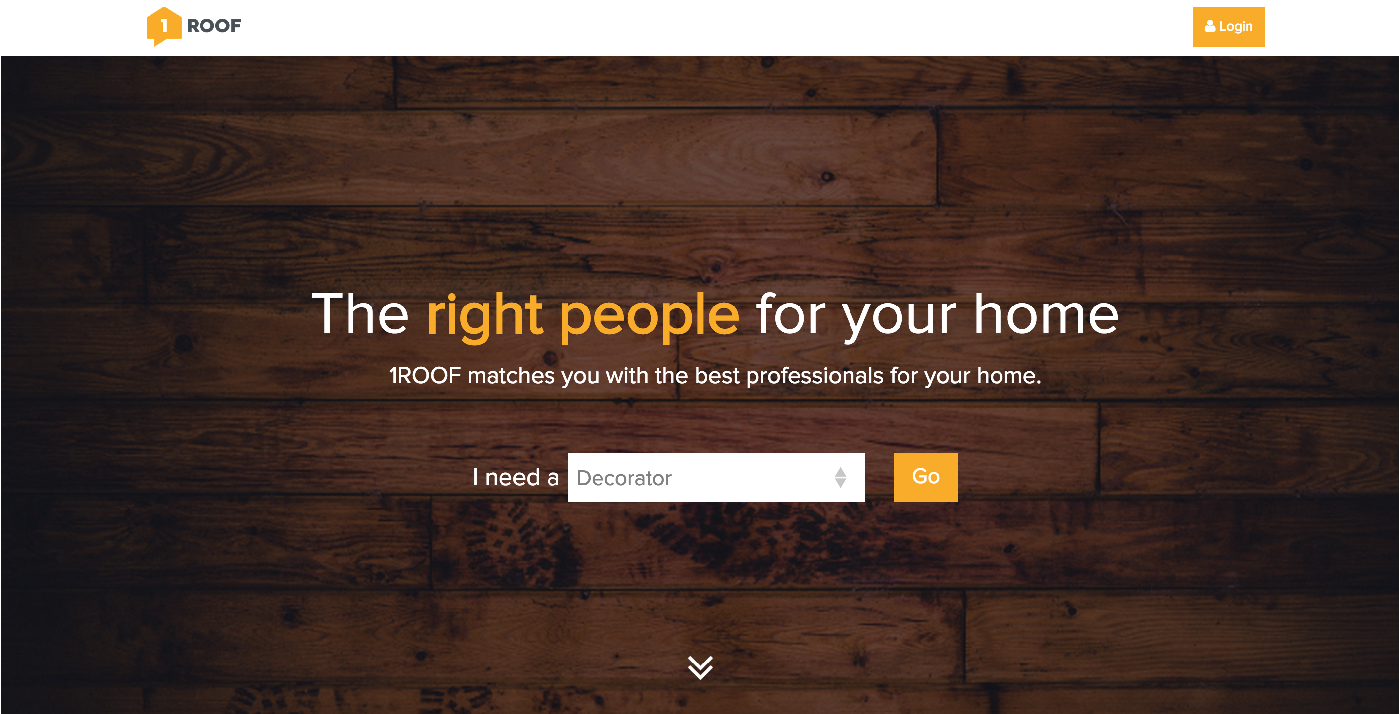 1 ROOF
Login
The right people for your home
1ROOF matches you with the best professionals for your home.
I need a Decorator Go